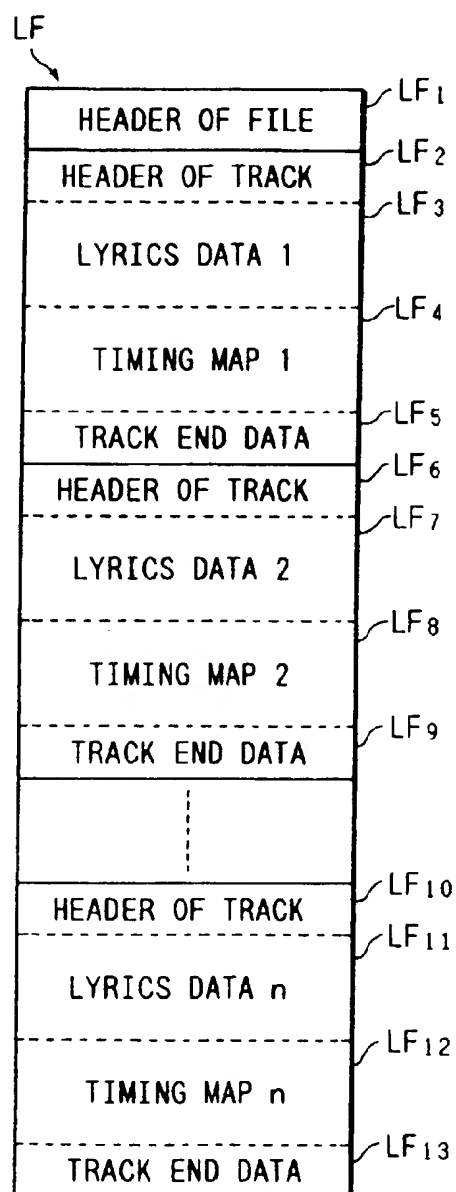 LF
LF1
HEADER OF FILE
LF2
HEADER OF TRACK
LF3
LYRICS DATA 1
LF4
TIMING MAP 1
LF5
TRACK END DATA
LF6
HEADER OF TRACK
LF7
LYRICS DATA 2
LF8
TIMING MAP 2
LF9
TRACK END DATA
LF10
HEADER OF TRACK
LF11
LYRICS DATA n
LF12
TIMING MAP n
LF13
TRACK END DATA